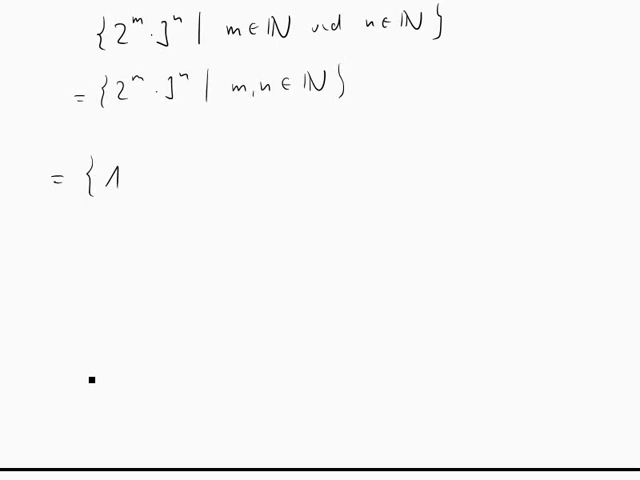 { 2^m · 3^n | m ∈ ℕ und n ∈ ℕ }
= { 2^m · 3^n | m, n ∈ ℕ }
= { 1